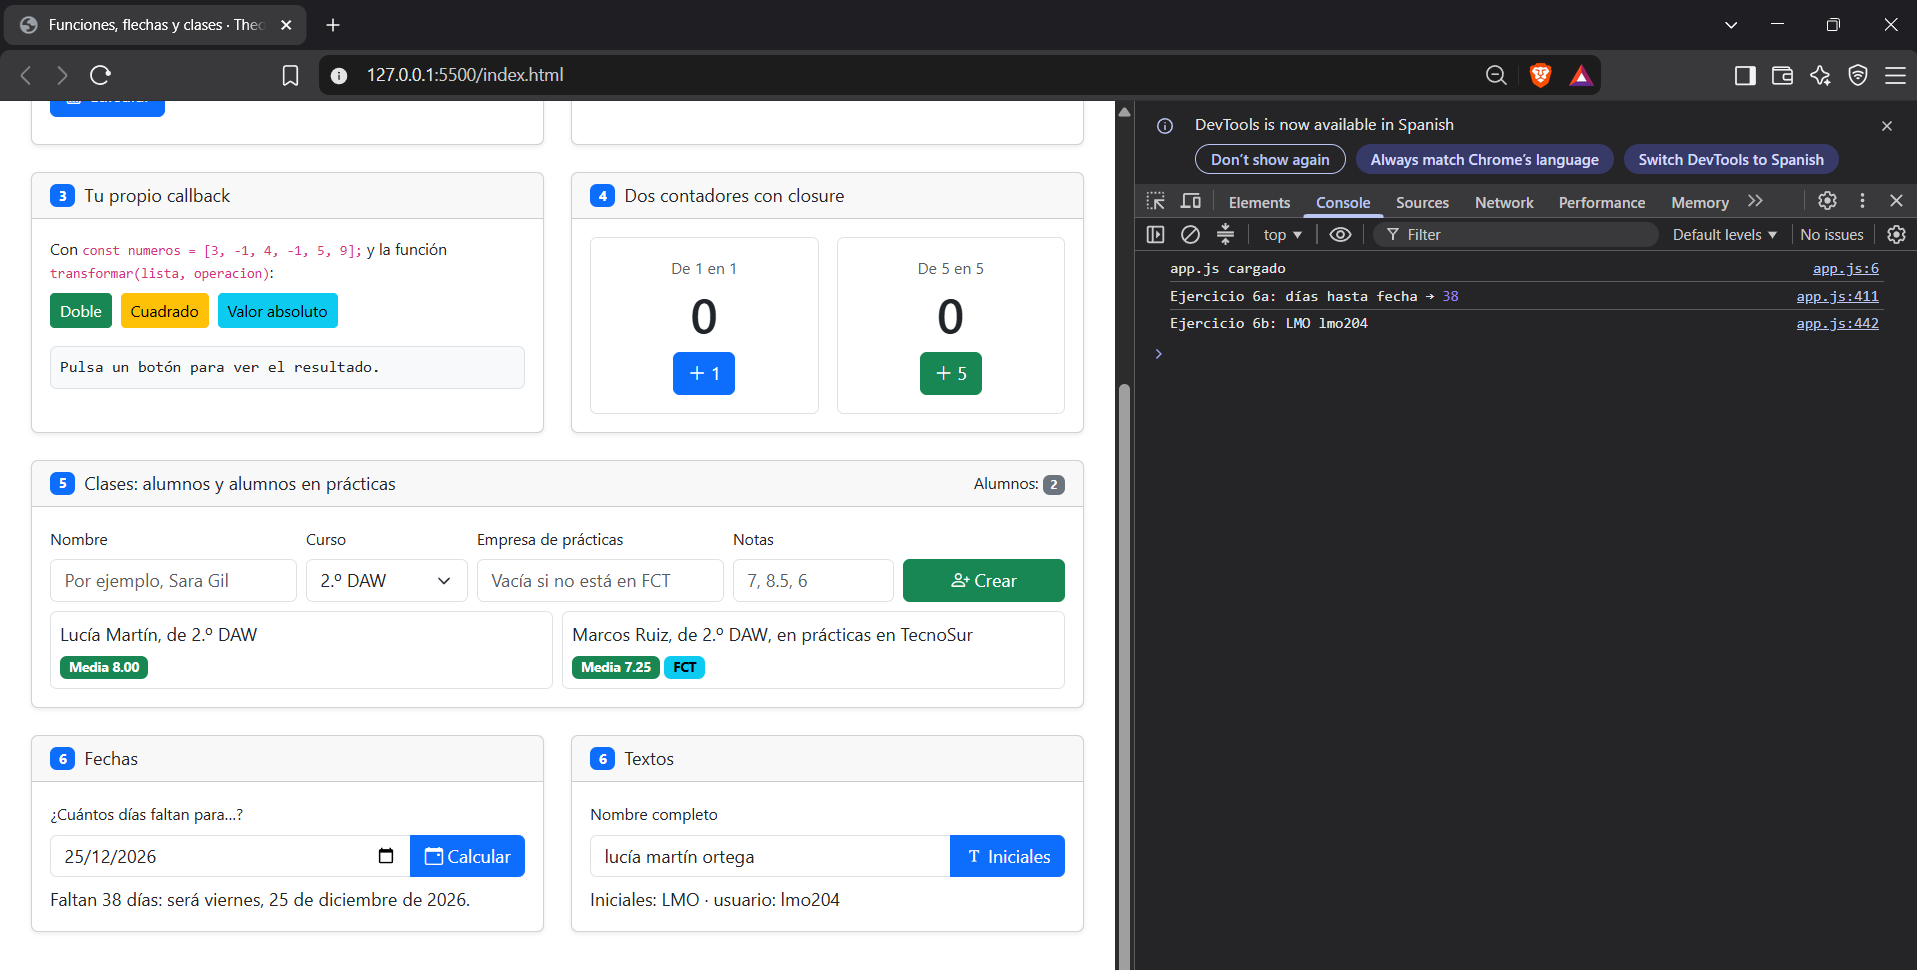 Funciones, flechas y clases · Theo
127.0.0.1:5500/index.html
3 Tu propio callback
Con const numeros = [3, -1, 4, -1, 5, 9]; y la función
transformar(lista, operacion):
Doble Cuadrado Valor absoluto
Pulsa un botón para ver el resultado.
4 Dos contadores con closure
De 1 en 1
0
+ 1
De 5 en 5
0
+ 5
5 Clases: alumnos y alumnos en prácticas Alumnos: 2
Nombre Curso Empresa de prácticas Notas
Por ejemplo, Sara Gil 2.º DAW Vacía si no está en FCT 7, 8.5, 6 Crear
Lucía Martín, de 2.º DAW
Media 8.00
Marcos Ruiz, de 2.º DAW, en prácticas en TecnoSur
Media 7.25 FCT
6 Fechas
¿Cuántos días faltan para...?
25/12/2026 Calcular
Faltan 38 días: será viernes, 25 de diciembre de 2026.
6 Textos
Nombre completo
lucía martín ortega Iniciales
Iniciales: LMO · usuario: lmo204
DevTools is now available in Spanish
Don't show again Always match Chrome's language Switch DevTools to Spanish
Elements Console Sources Network Performance Memory
top Filter Default levels No issues
app.js cargado app.js:6
Ejercicio 6a: días hasta fecha → 38 app.js:411
Ejercicio 6b: LMO lmo204 app.js:442